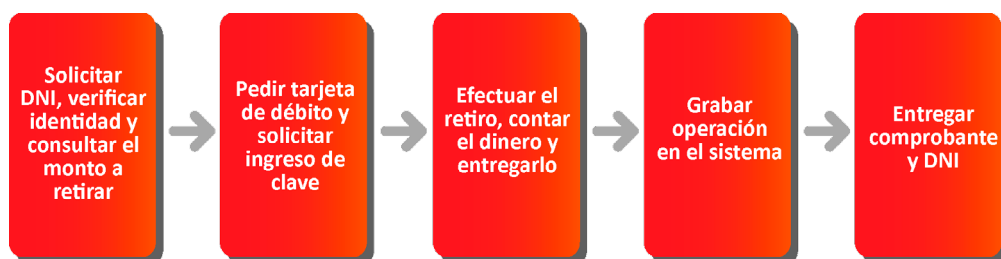 Solicitar
DNI, verificar
identidad y
consultar el
monto a
retirar
Pedir tarjeta
de débito y
solicitar
ingreso de
clave
Efectuar el
retiro, contar
el dinero y
entregarlo
Grabar
operación
en el sistema
Entregar
comprobante
y DNI